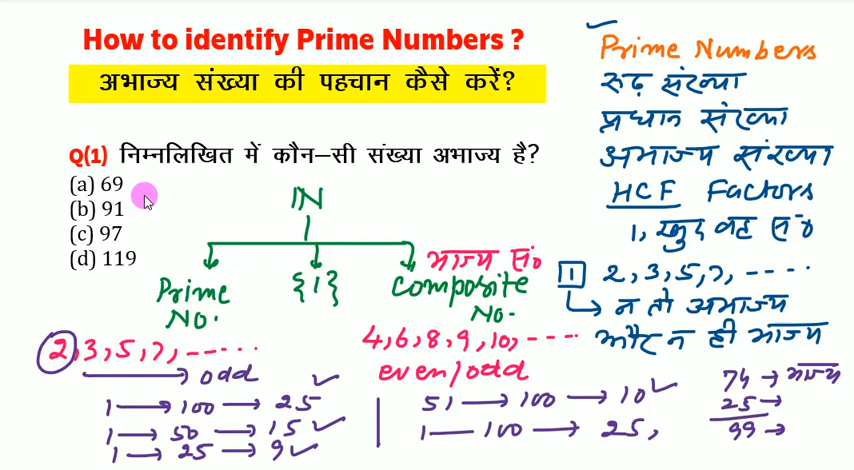 How to identify Prime Numbers ?
अभाज्य संख्या की पहचान कैसे करें?
Q(1) निम्नलिखित में कौन–सी संख्या अभाज्य है?
(a) 69
(b) 91
(c) 97
(d) 119
IN
Prime No.
{1}
भाज्य सं०
Composite No.
2, 3, 5, 7, -----
→ odd
4, 6, 8, 9, 10, ----
even/odd
1 → 100 → 25 ✓
1 → 50 → 15 ✓
1 → 25 → 9 ✓
51 → 100 → 10 ✓
1 — 100 → 25,
Prime Numbers
रूढ़ संख्या
प्रधान संख्या
अभाज्य संख्या
HCF Factors
1, खुद वह सं०
1 2, 3, 5, 7, ----
→ न तो अभाज्य
और न ही भाज्य
74 → भाज्य
25 →
99 →